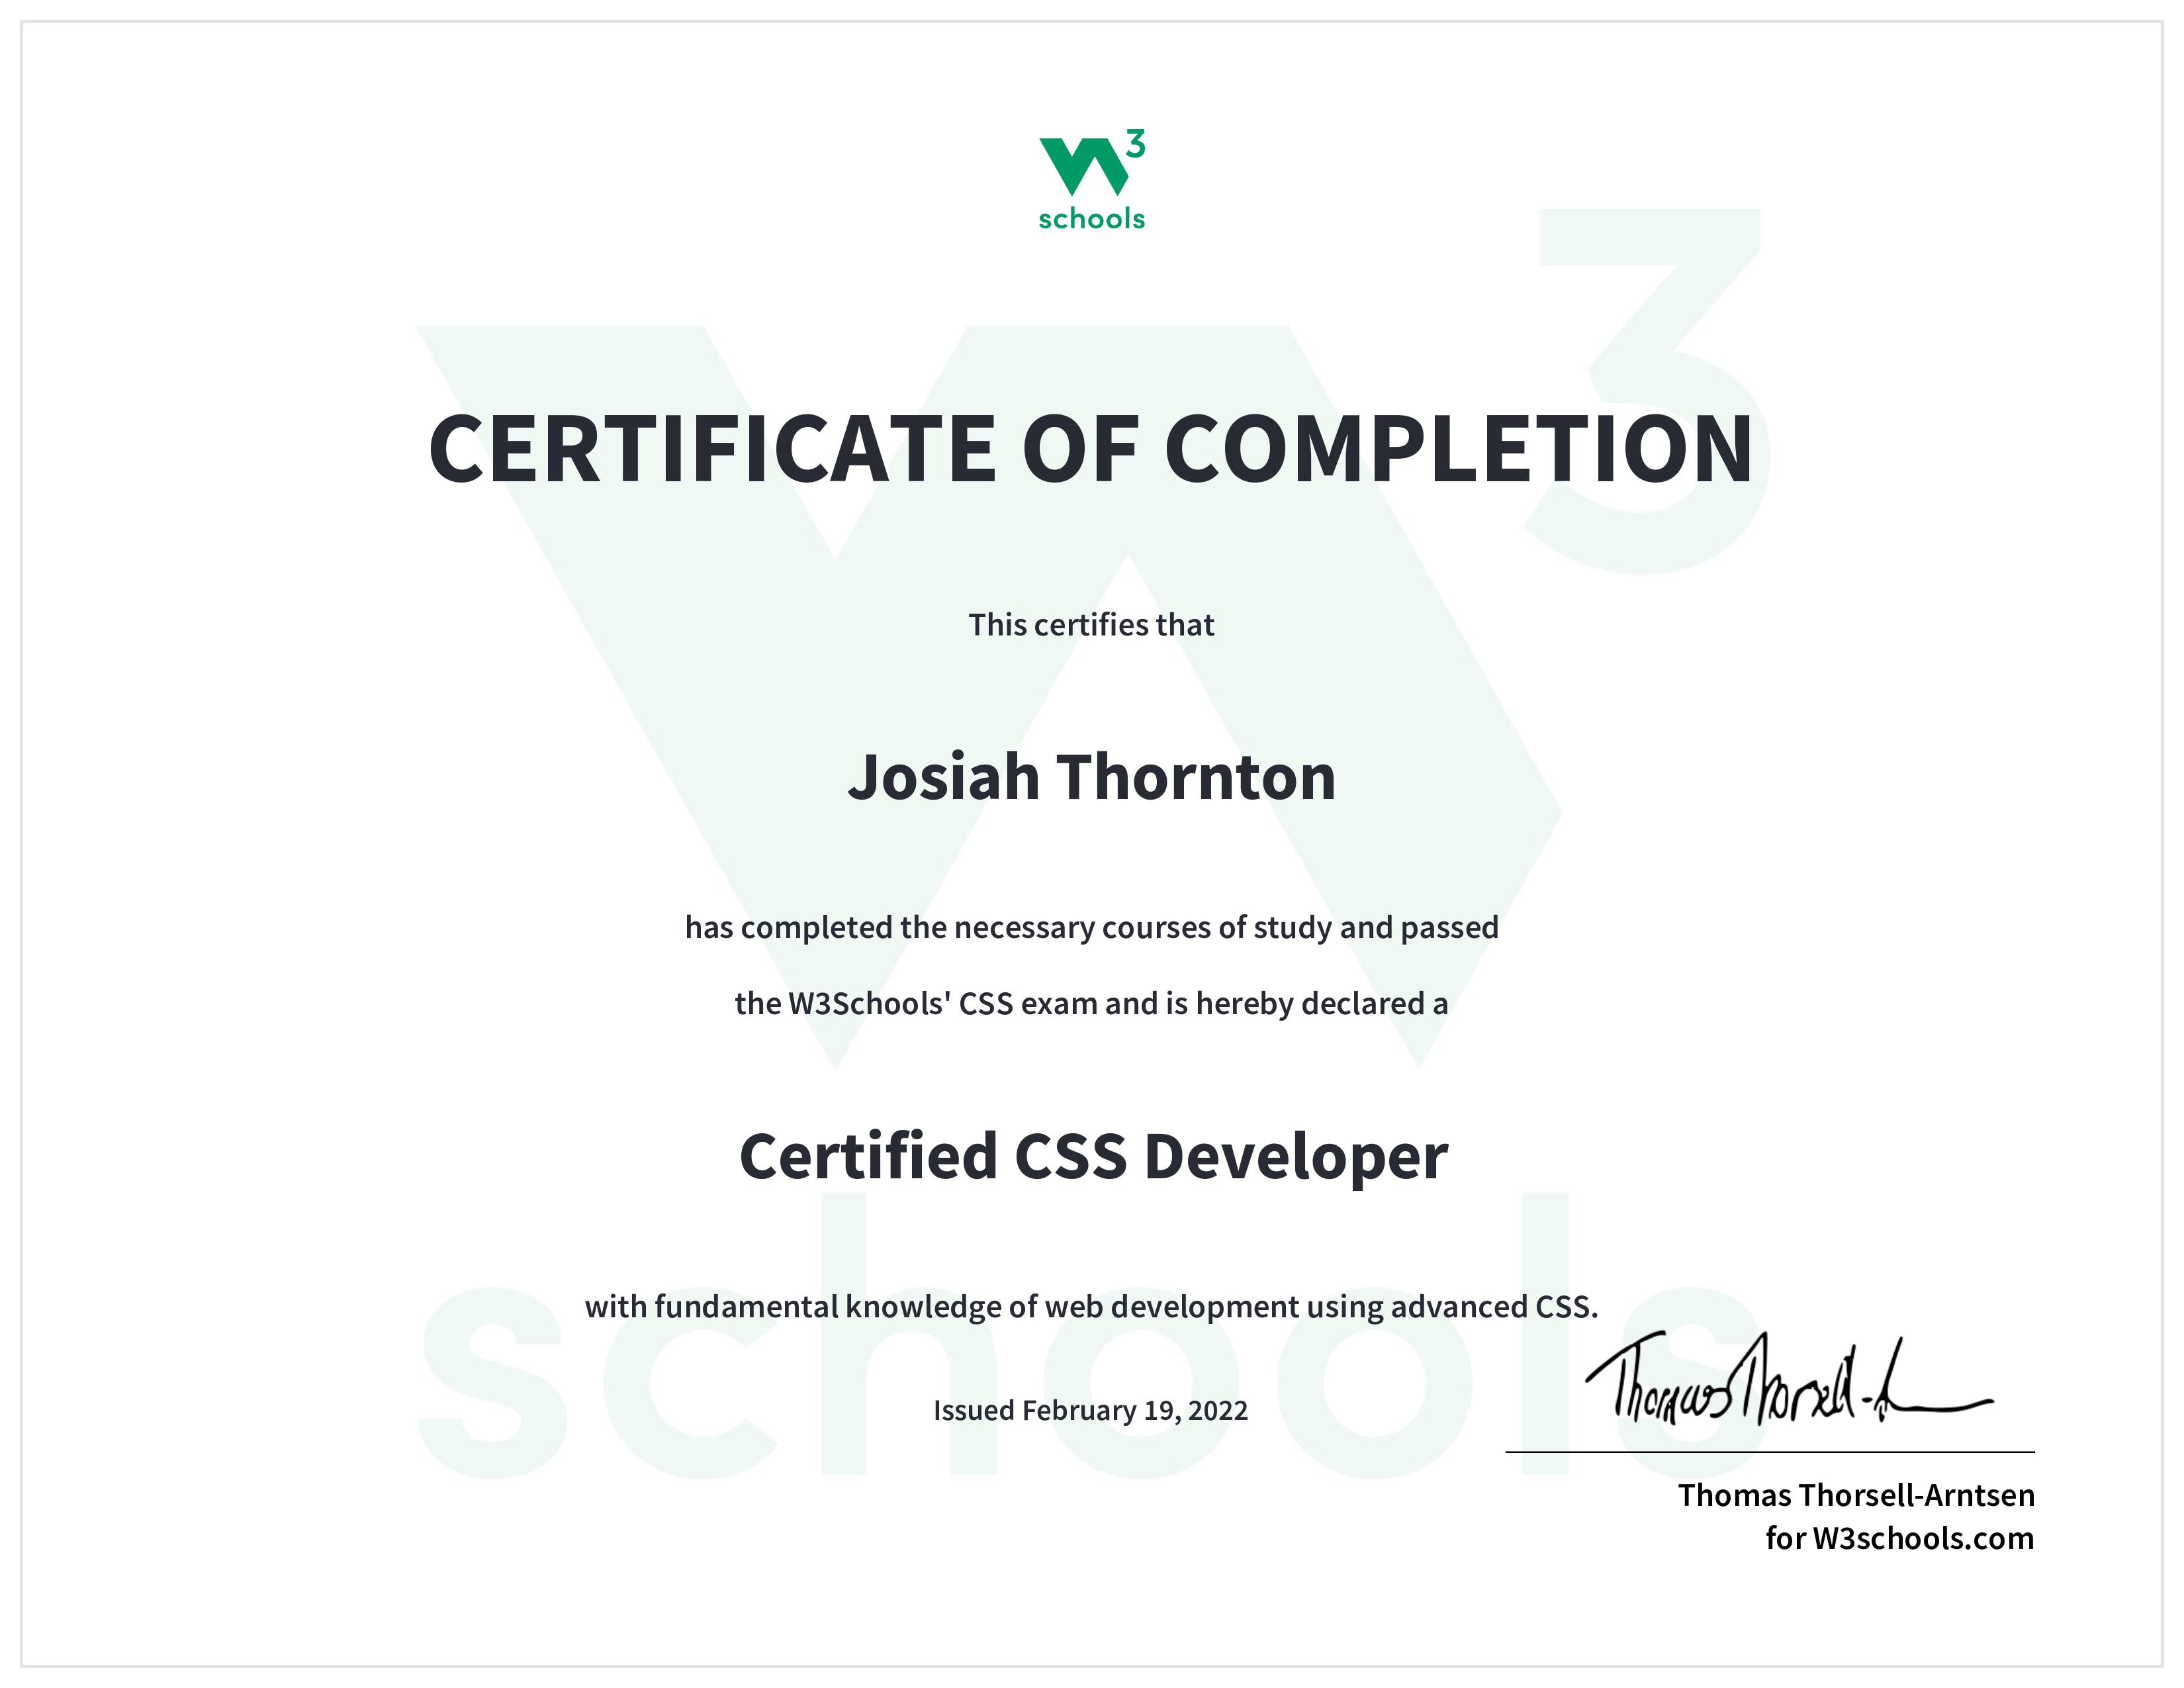 w3
schools
CERTIFICATE OF COMPLETION
This certifies that
Josiah Thornton
has completed the necessary courses of study and passed
the W3Schools' CSS exam and is hereby declared a
Certified CSS Developer
with fundamental knowledge of web development using advanced CSS.
Issued February 19, 2022
Thomas Thorsell-Arntsen
for W3schools.com